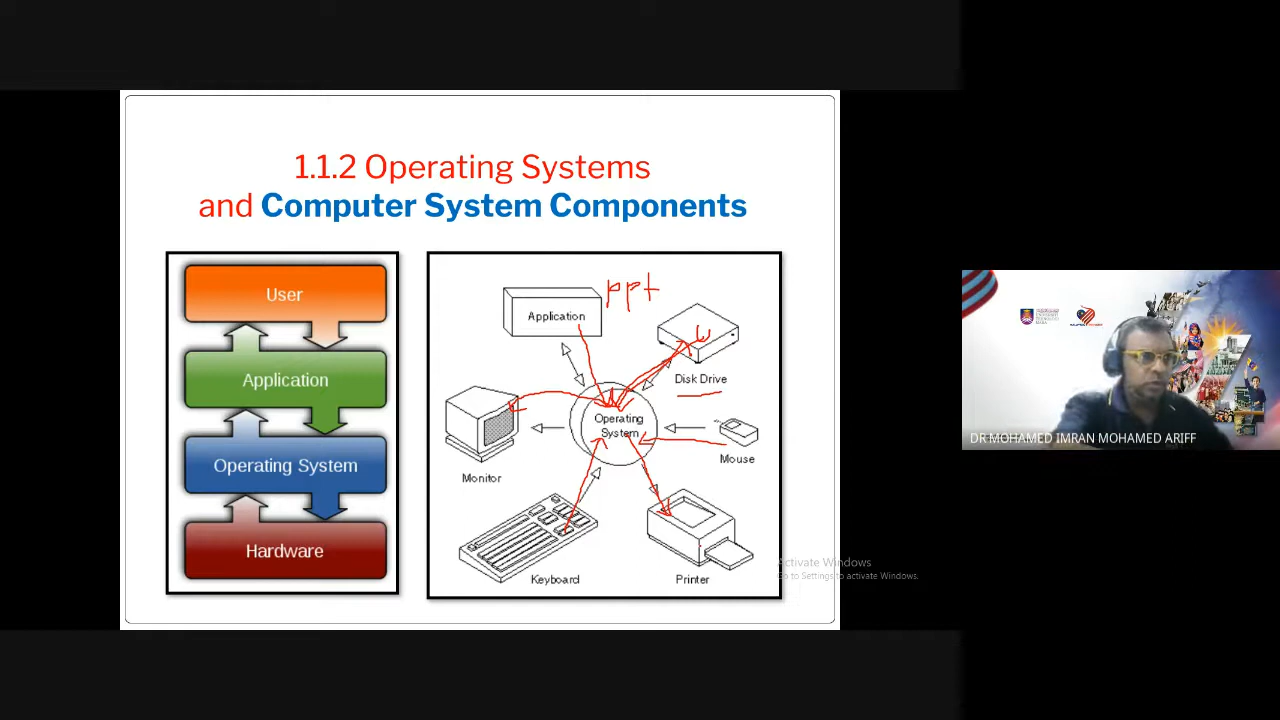 1.1.2 Operating Systems
and Computer System Components
User
Application
Operating System
Hardware
ppt
Application
Disk Drive
Operating
System
Mouse
Monitor
Keyboard
Printer
Activate Windows
Go to Settings to activate Windows.
DR MOHAMED IMRAN MOHAMED ARIFF